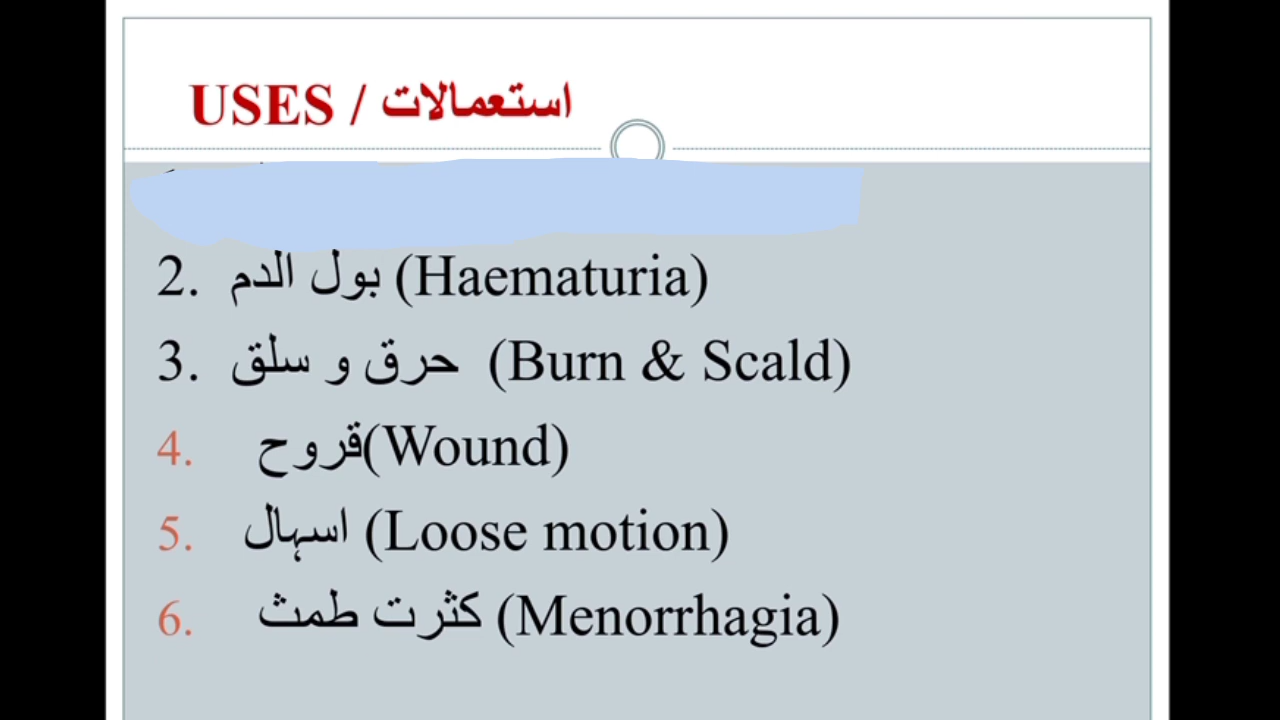 USES / استعمالات
2. بول الدم (Haematuria)
3. حرق و سلق (Burn & Scald)
4. قروح(Wound)
5. اسہال (Loose motion)
6. کثرت طمث (Menorrhagia)